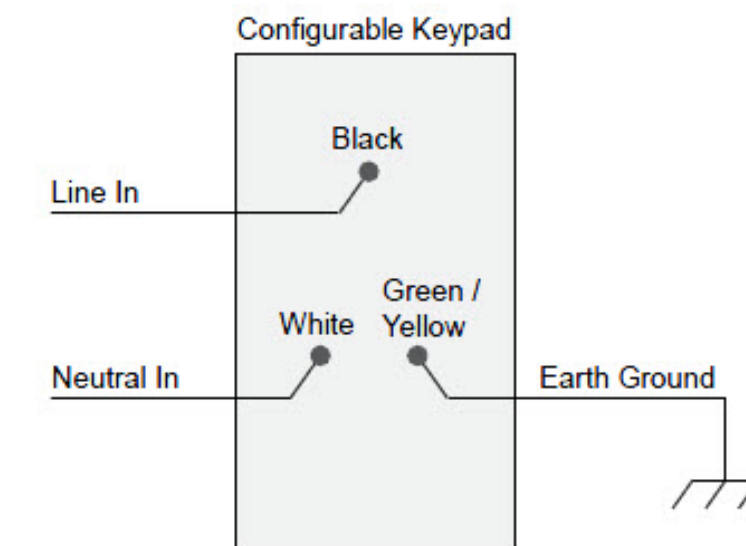 Configurable Keypad
Black
Line In
Green /
White Yellow
Neutral In
Earth Ground